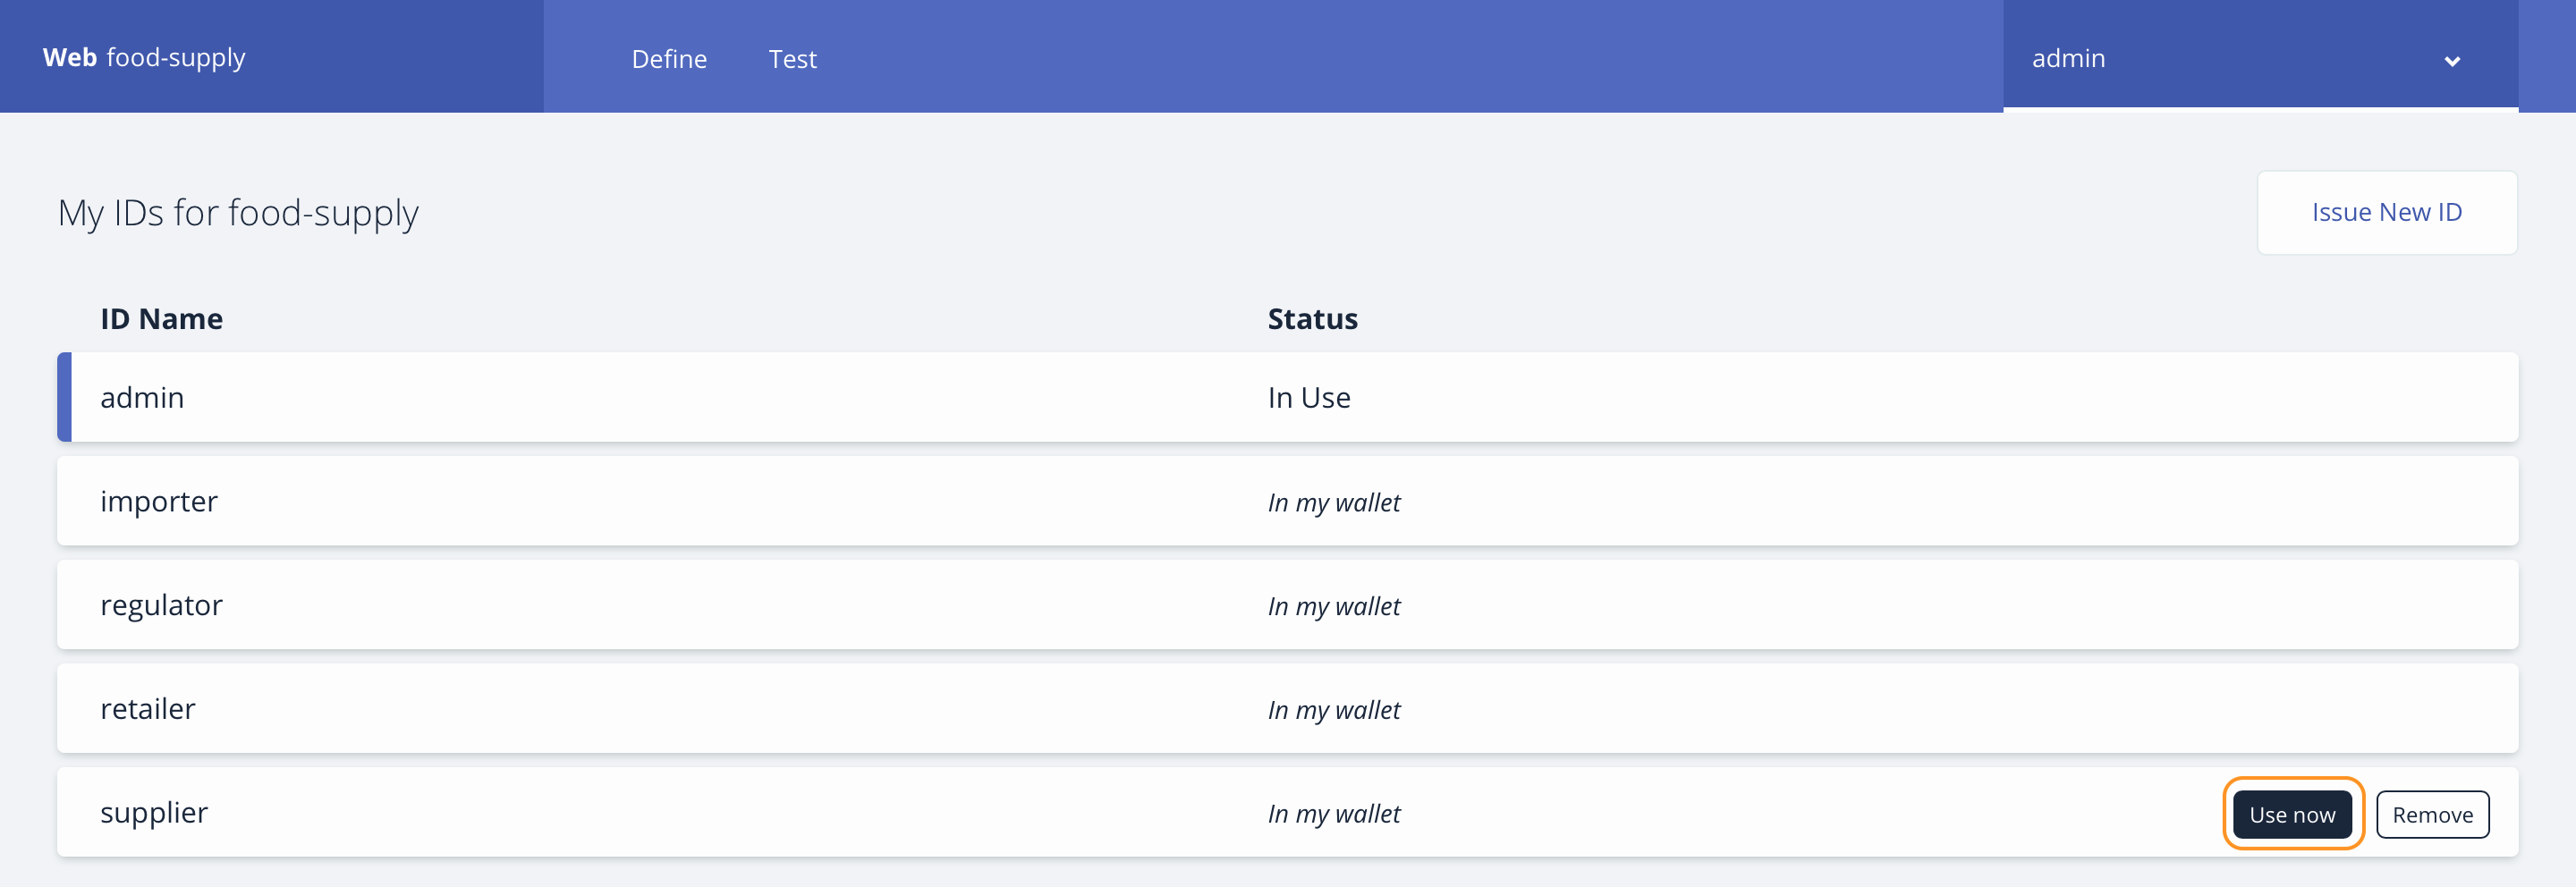 Web food-supply
Define
Test
admin
My IDs for food-supply
Issue New ID
ID Name
Status
admin
In Use
importer
In my wallet
regulator
In my wallet
retailer
In my wallet
supplier
In my wallet
Use now
Remove